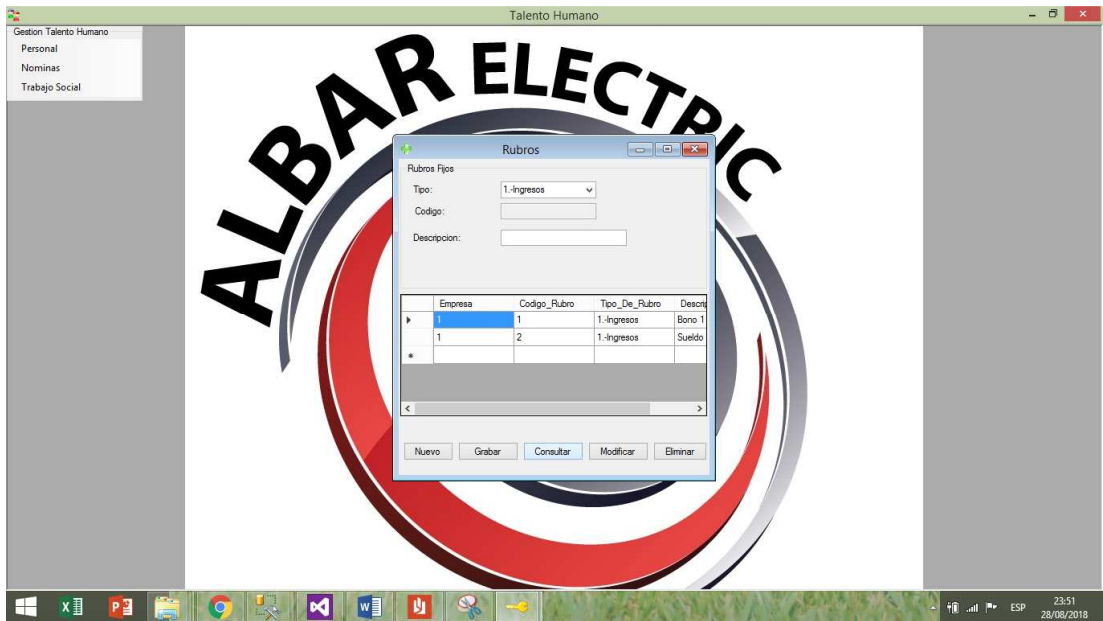 Talento Humano
Gestion Talento Humano
Personal
Nominas
Trabajo Social
ALBAR ELECTRIC
Rubros
Rubros Fijos
Tipo: 1.-Ingresos
Codigo:
Descripcion:
Empresa Codigo_Rubro Tipo_De_Rubro Descrip
1 1 1.-Ingresos Bono 1
1 2 1.-Ingresos Sueldo
Nuevo Grabar Consultar Modificar Eliminar
ESP 23:51
28/08/2018